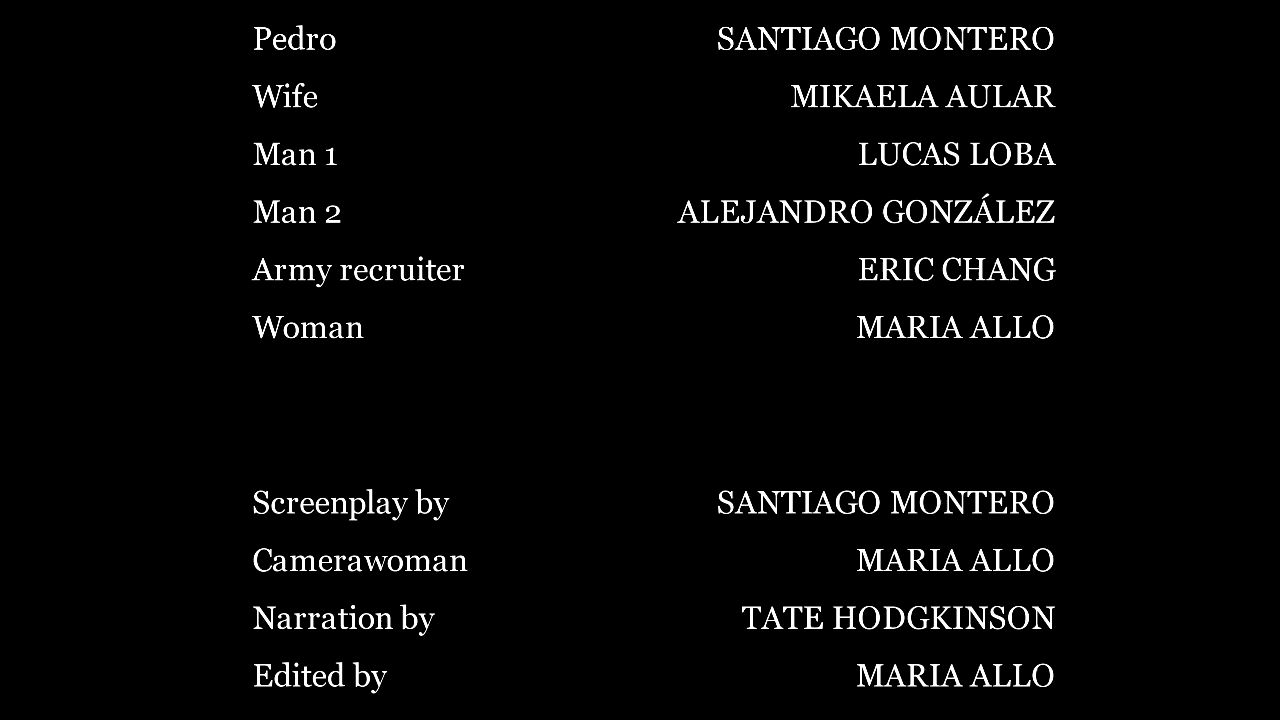 Pedro SANTIAGO MONTERO
Wife MIKAELA AULAR
Man 1 LUCAS LOBA
Man 2 ALEJANDRO GONZÁLEZ
Army recruiter ERIC CHANG
Woman MARIA ALLO
Screenplay by SANTIAGO MONTERO
Camerawoman MARIA ALLO
Narration by TATE HODGKINSON
Edited by MARIA ALLO